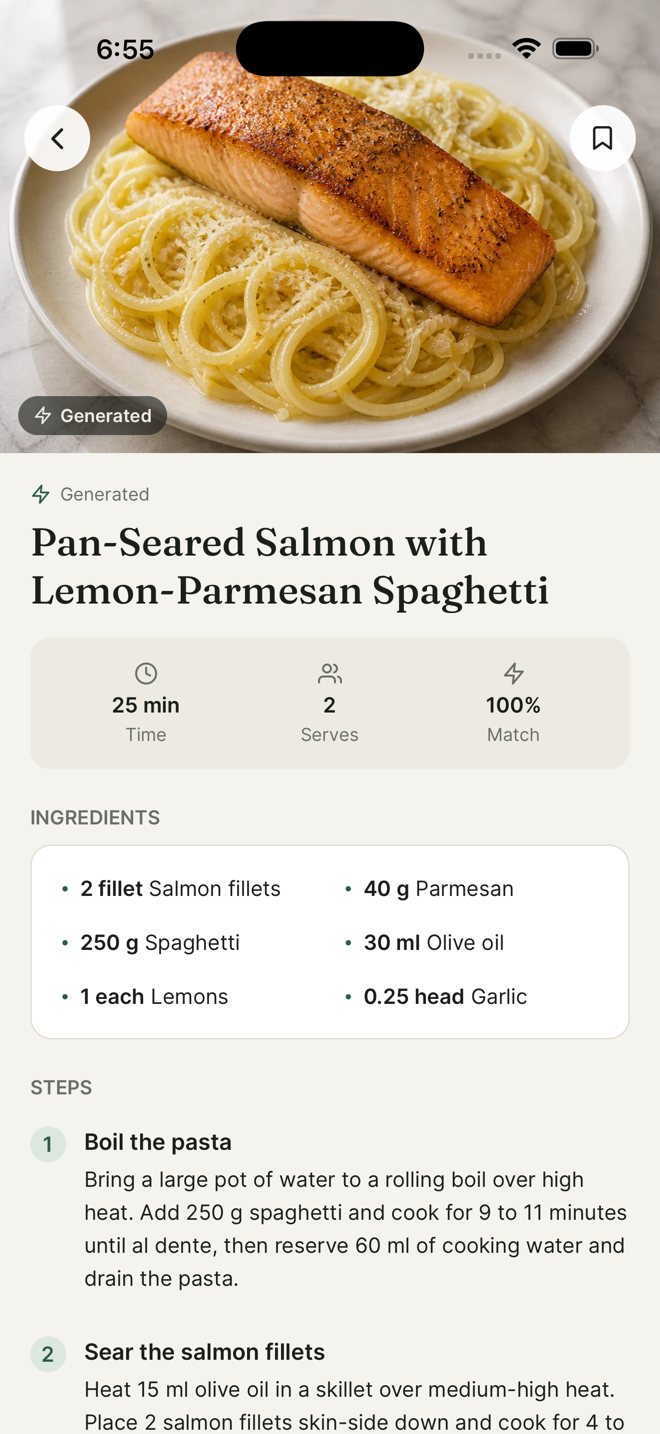 6:55
Generated
Generated
Pan-Seared Salmon with
Lemon-Parmesan Spaghetti
25 min
Time
2
Serves
100%
Match
INGREDIENTS
• 2 fillet Salmon fillets
• 40 g Parmesan
• 250 g Spaghetti
• 30 ml Olive oil
• 1 each Lemons
• 0.25 head Garlic
STEPS
1 Boil the pasta
Bring a large pot of water to a rolling boil over high
heat. Add 250 g spaghetti and cook for 9 to 11 minutes
until al dente, then reserve 60 ml of cooking water and
drain the pasta.
2 Sear the salmon fillets
Heat 15 ml olive oil in a skillet over medium-high heat.
Place 2 salmon fillets skin-side down and cook for 4 to